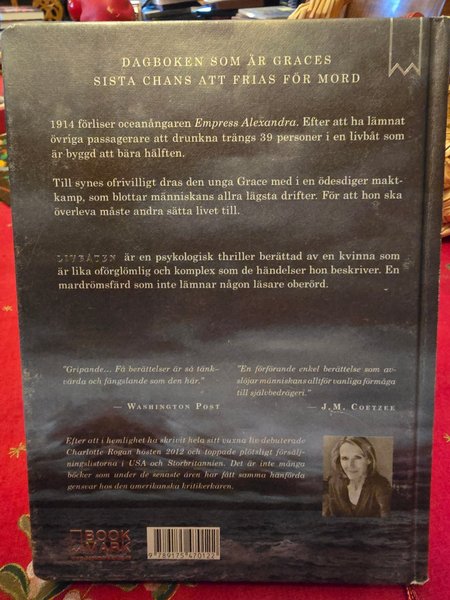 DAGBOKEN SOM ÄR GRACES
SISTA CHANS ATT FRIAS FÖR MORD
1914 förliser oceanångaren Empress Alexandra. Efter att ha lämnat
övriga passagerare att drunkna trängs 39 personer i en livbåt som
är byggd att bära hälften.
Till synes ofrivilligt dras den unga Grace med i en ödesdiger makt-
kamp, som blottar människans allra lägsta drifter. För att hon ska
överleva måste andra sätta livet till.
LIVBÅTEN är en psykologisk thriller berättad av en kvinna som
är lika oförglömlig och komplex som de händelser hon beskriver. En
mardrömsfärd som inte lämnar någon läsare oberörd.
"Gripande... Få berättelser är så tänk-
värda och fängslande som den här."
— WASHINGTON POST
"En förförande enkel berättelse som av-
slöjar människans alltför vanliga förmåga
till självbedrägeri."
— J.M. COETZEE
Efter att i hemlighet ha skrivit hela sitt vuxna liv debuterade
Charlotte Rogan hösten 2012 och toppade plötsligt försälj-
ningslistorna i USA och Storbritannien. Det är inte många
böcker som under de senaste åren har fått samma hänförda
gensvar hos den amerikanska kritikerkåren.
BOOK
MARK
9 789175 470122